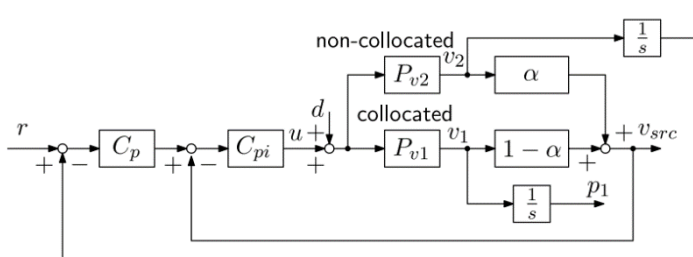 1/s
non-collocated
v2
Pv2
α
d
collocated
r
+ −
Cp
+ −
Cpi
u
+
+
Pv1
v1
1 − α
+
+
vsrc
1/s
p1